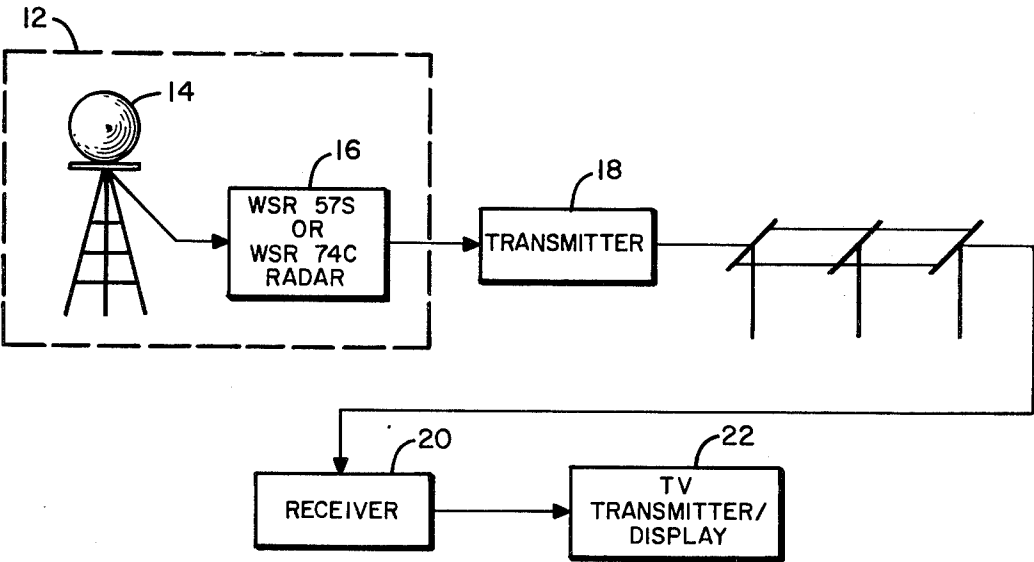 12
14
16
WSR 57S
OR
WSR 74C
RADAR
18
TRANSMITTER
20
RECEIVER
22
TV
TRANSMITTER/
DISPLAY